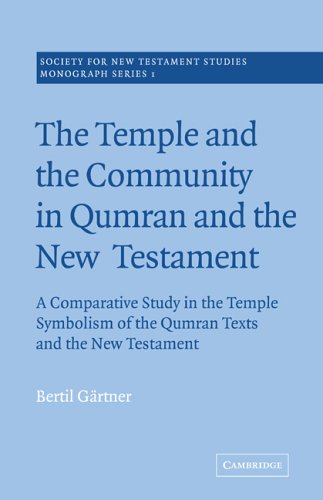 SOCIETY FOR NEW TESTAMENT STUDIES
MONOGRAPH SERIES 1
The Temple and
the Community
in Qumran and the
New Testament
A Comparative Study in the Temple
Symbolism of the Qumran Texts
and the New Testament
Bertil Gärtner
CAMBRIDGE